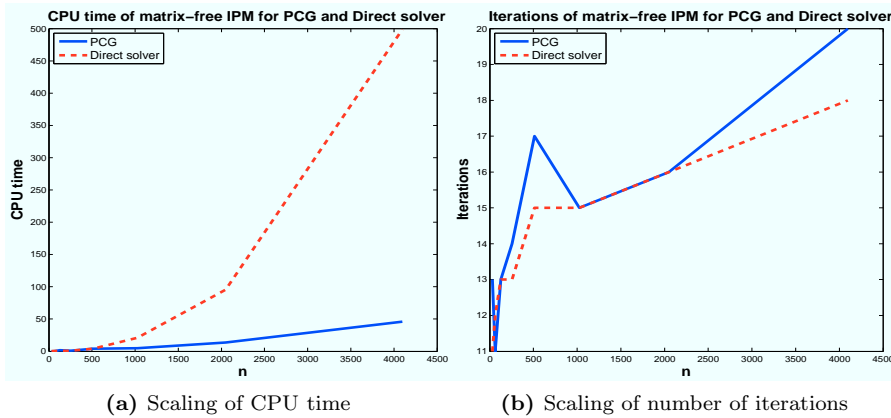 CPU time of matrix-free IPM for PCG and Direct solver
PCG
Direct solver
500
450
400
350
300
250
200
150
100
50
0
CPU time
0 500 1000 1500 2000 2500 3000 3500 4000 4500
n
(a) Scaling of CPU time
Iterations of matrix-free IPM for PCG and Direct solver
PCG
Direct solver
20
19
18
17
16
15
14
13
12
11
Iterations
0 500 1000 1500 2000 2500 3000 3500 4000 4500
n
(b) Scaling of number of iterations